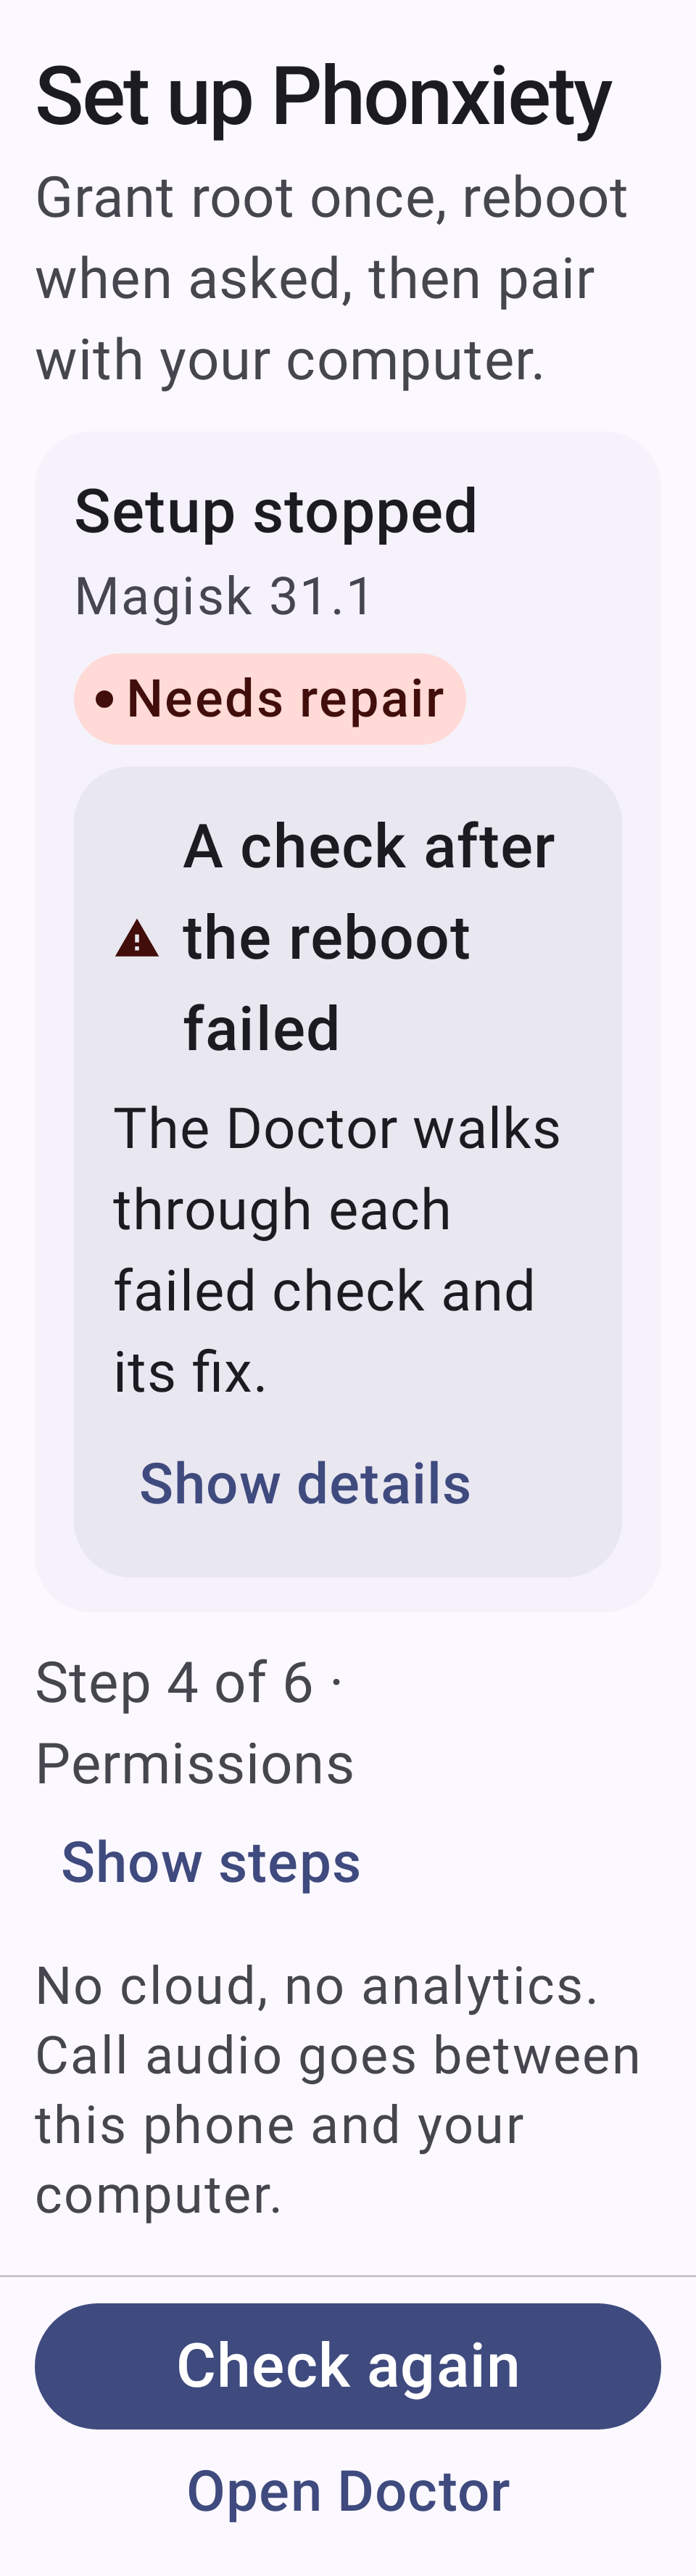 Set up Phonxiety
Grant root once, reboot
when asked, then pair
with your computer.
Setup stopped
Magisk 31.1
• Needs repair
A check after
the reboot
failed
The Doctor walks
through each
failed check and
its fix.
Show details
Step 4 of 6 ·
Permissions
Show steps
No cloud, no analytics.
Call audio goes between
this phone and your
computer.
Check again
Open Doctor